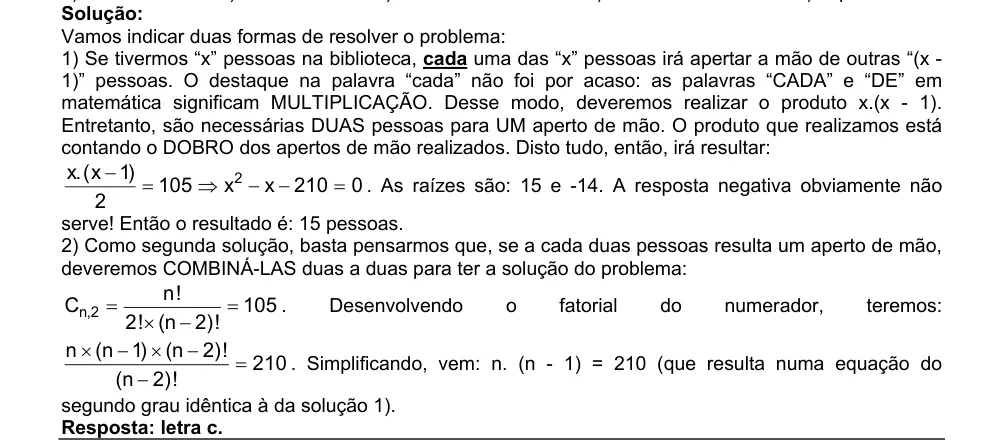 Solução:
Vamos indicar duas formas de resolver o problema:
1) Se tivermos “x” pessoas na biblioteca, cada uma das “x” pessoas irá apertar a mão de outras “(x -
1)” pessoas. O destaque na palavra “cada” não foi por acaso: as palavras “CADA” e “DE” em
matemática significam MULTIPLICAÇÃO. Desse modo, deveremos realizar o produto x.(x - 1).
Entretanto, são necessárias DUAS pessoas para UM aperto de mão. O produto que realizamos está
contando o DOBRO dos apertos de mão realizados. Disto tudo, então, irá resultar:
x.(x − 1)/2 = 105 ⇒ x² − x − 210 = 0 . As raízes são: 15 e -14. A resposta negativa obviamente não
serve! Então o resultado é: 15 pessoas.
2) Como segunda solução, basta pensarmos que, se a cada duas pessoas resulta um aperto de mão,
deveremos COMBINÁ-LAS duas a duas para ter a solução do problema:
Cn,2 = n!/2!×(n − 2)! = 105 . Desenvolvendo o fatorial do numerador, teremos:
n × (n − 1) × (n − 2)!/(n − 2)! = 210 . Simplificando, vem: n. (n - 1) = 210 (que resulta numa equação do
segundo grau idêntica à da solução 1).
Resposta: letra c.